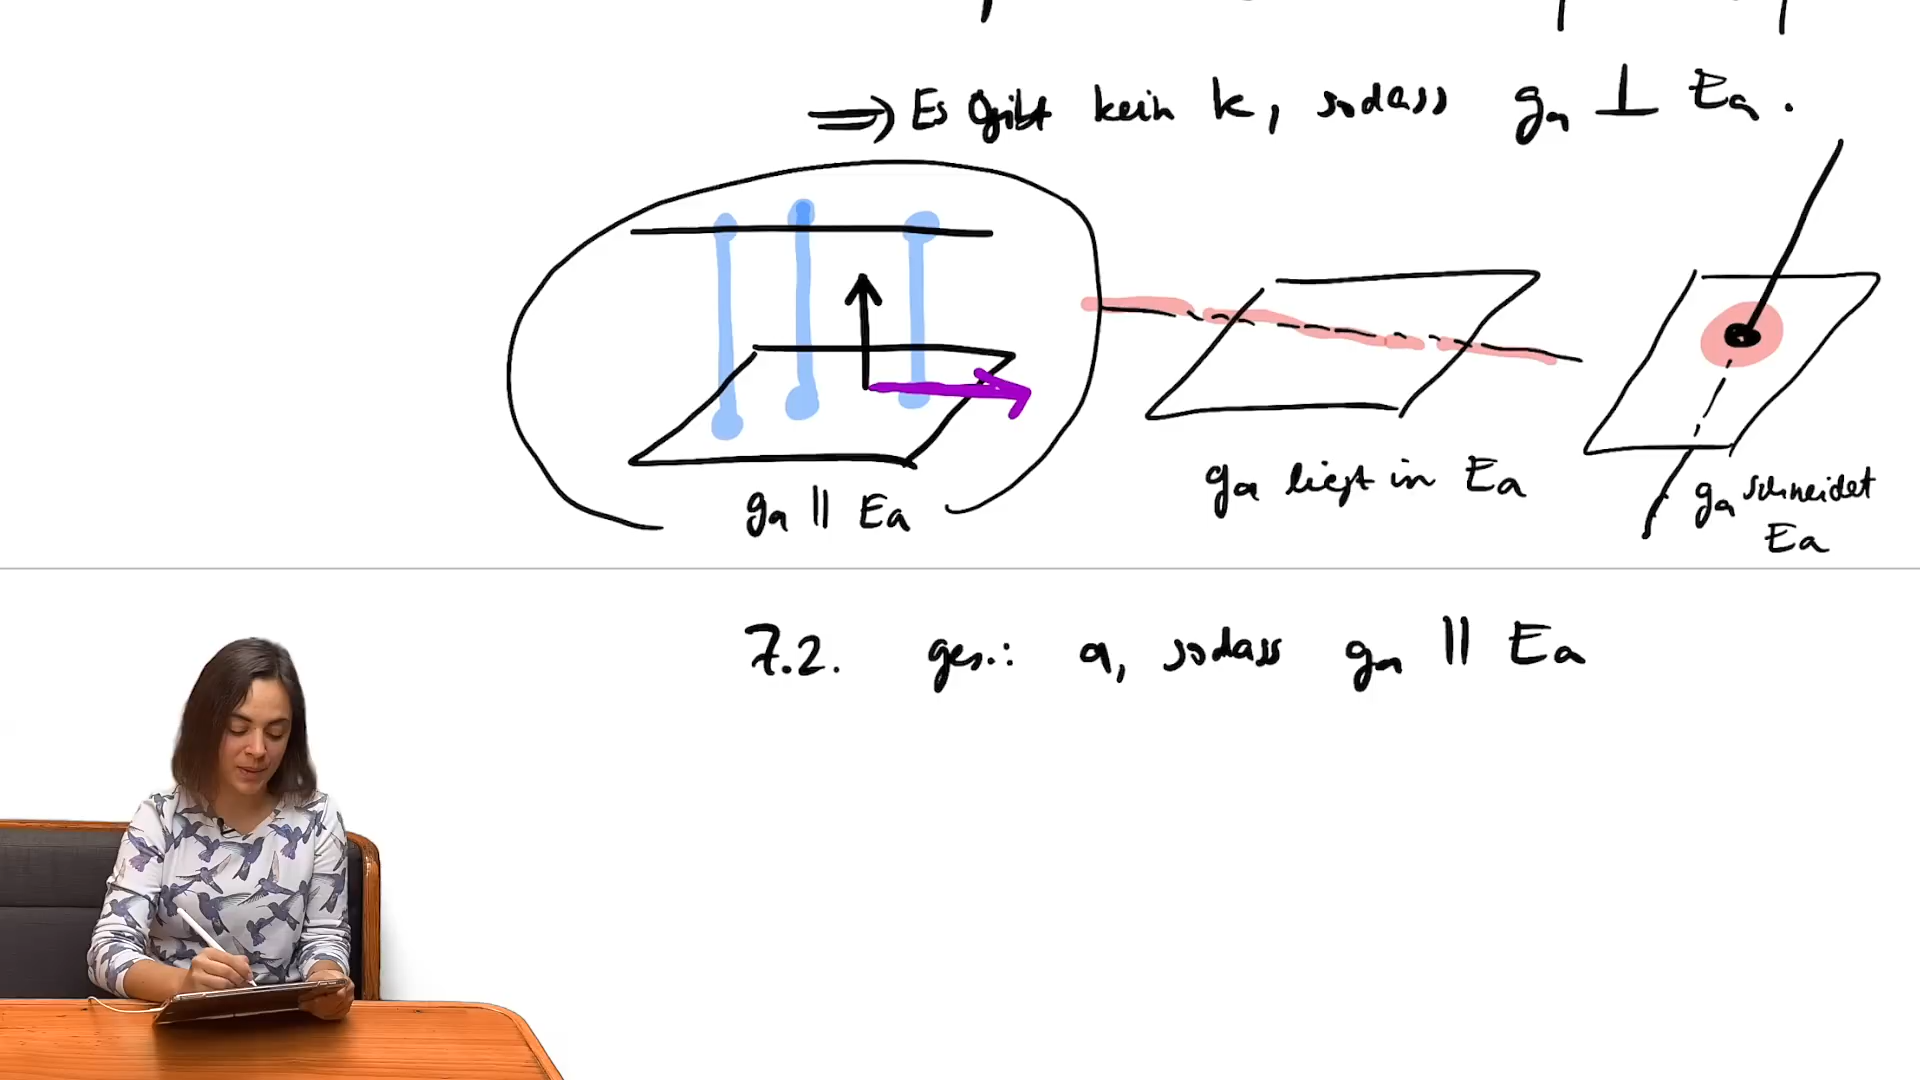 ⇒ Es gibt kein k, sodass ga ⊥ Ea.
ga || Ea
ga liegt in Ea
ga schneidet
Ea
7.2. ges.: a, sodass ga || Ea